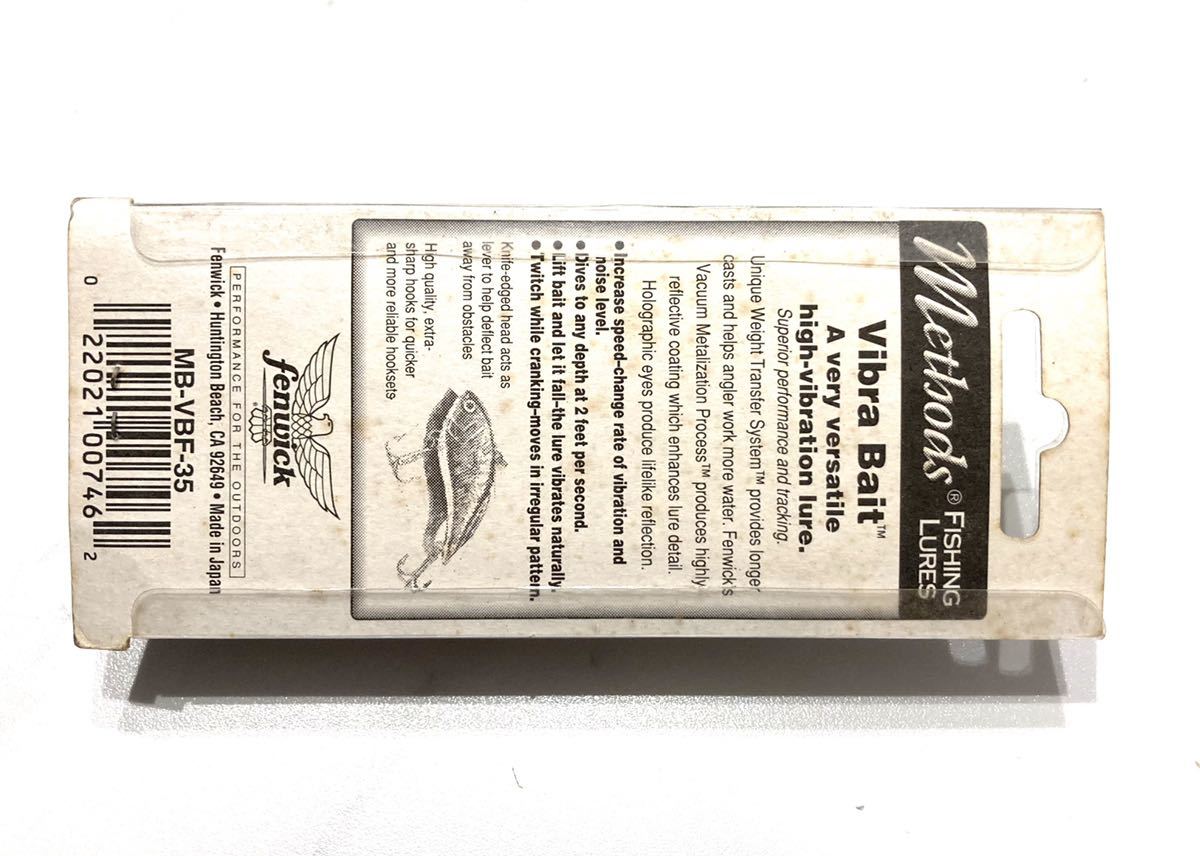 Methods® FISHING
LURES
Vibra Bait™
A very versatile
high-vibration lure.
Superior performance and tracking.
Unique Weight Transfer System™ provides longer
casts and helps angler work more water. Fenwick's
Vacuum Metalization Process™ produces highly
reflective coating which enhances lure detail.
Holographic eyes produce lifelike reflection.
• Increase speed-change rate of vibration and
noise level.
• Dives to any depth at 2 feet per second.
• Lift bait and let it fall-the lure vibrates naturally.
• Twitch while cranking-moves in irregular pattern.
Knife-edged head acts as
lever to help deflect bait
away from obstacles
High quality, extra-
sharp hooks for quicker
and more reliable hooksets
fenwick®
PERFORMANCE FOR THE OUTDOORS
Fenwick • Huntington Beach, CA 92649 • Made in Japan
MB-VBF-35
0 22021 00746 2